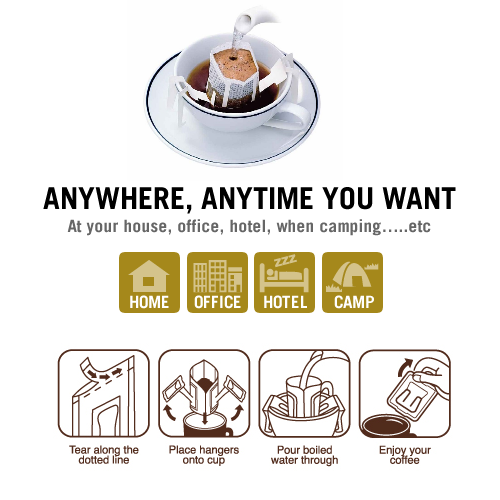 ANYWHERE, ANYTIME YOU WANT
At your house, office, hotel, when camping.....etc
ZZZ
HOME
OFFICE
HOTEL
CAMP
Tear along the
dotted line
Place hangers
onto cup
Pour boiled
water through
Enjoy your
coffee